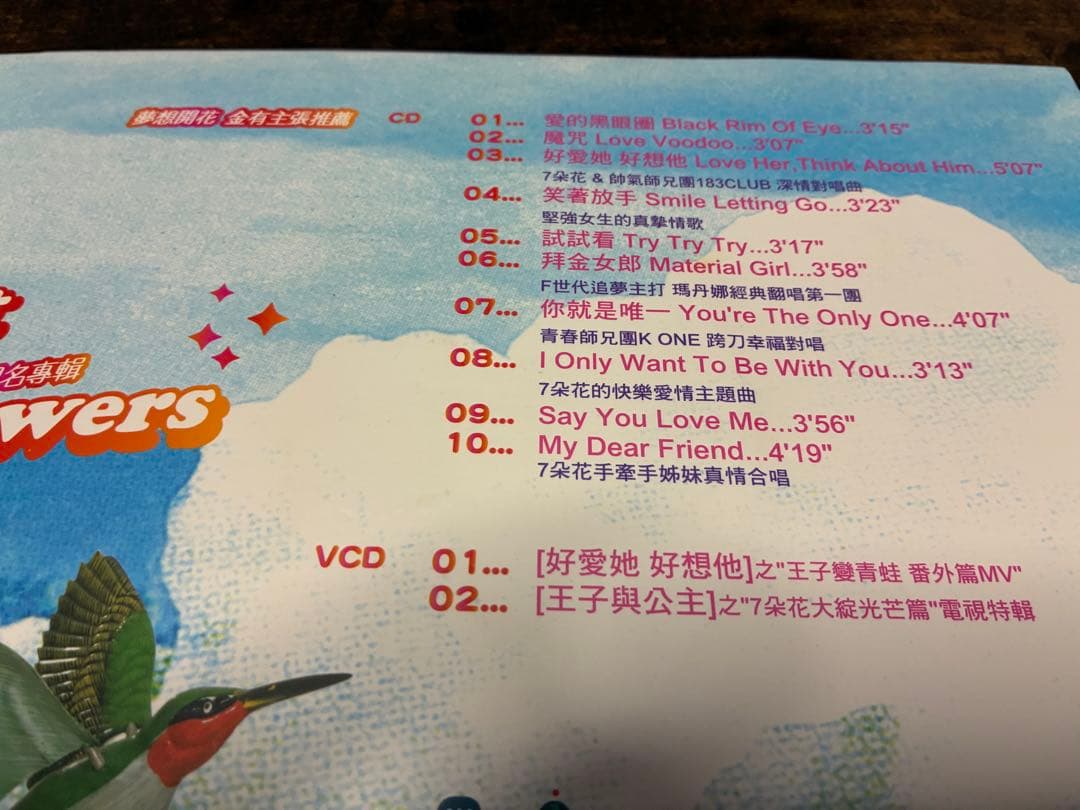 夢想開花 金有主張推薦 CD 01... 愛的黑眼圈 Black Rim Of Eye...3'15"
02... 魔咒 Love Voodoo...3'07"
03... 好愛她 好想他 Love Her,Think About Him...5'07"
7朵花 & 帥氣師兄團183CLUB 深情對唱曲
04... 笑著放手 Smile Letting Go...3'23"
堅強女生的真摯情歌
05... 試試看 Try Try Try...3'17"
06... 拜金女郎 Material Girl...3'58"
F世代追夢主打 瑪丹娜經典翻唱第一團
07... 你就是唯一 You're The Only One...4'07"
青春師兄團K ONE 跨刀幸福對唱
08... I Only Want To Be With You...3'13"
7朵花的快樂愛情主題曲
名專輯
wers
09... Say You Love Me...3'56"
10... My Dear Friend...4'19"
7朵花手牽手姊妹真情合唱
VCD 01... [好愛她 好想他]之"王子變青蛙 番外篇MV"
02... [王子與公主]之"7朵花大綻光芒篇"電視特輯